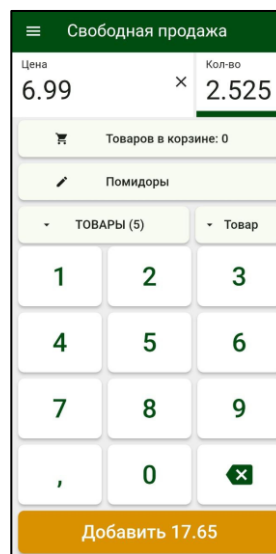 Свободная продажа
Цена
Кол-во
6.99 × 2.525
Товаров в корзине: 0
Помидоры
ТОВАРЫ (5)
Товар
1 2 3
4 5 6
7 8 9
, 0
Добавить 17.65